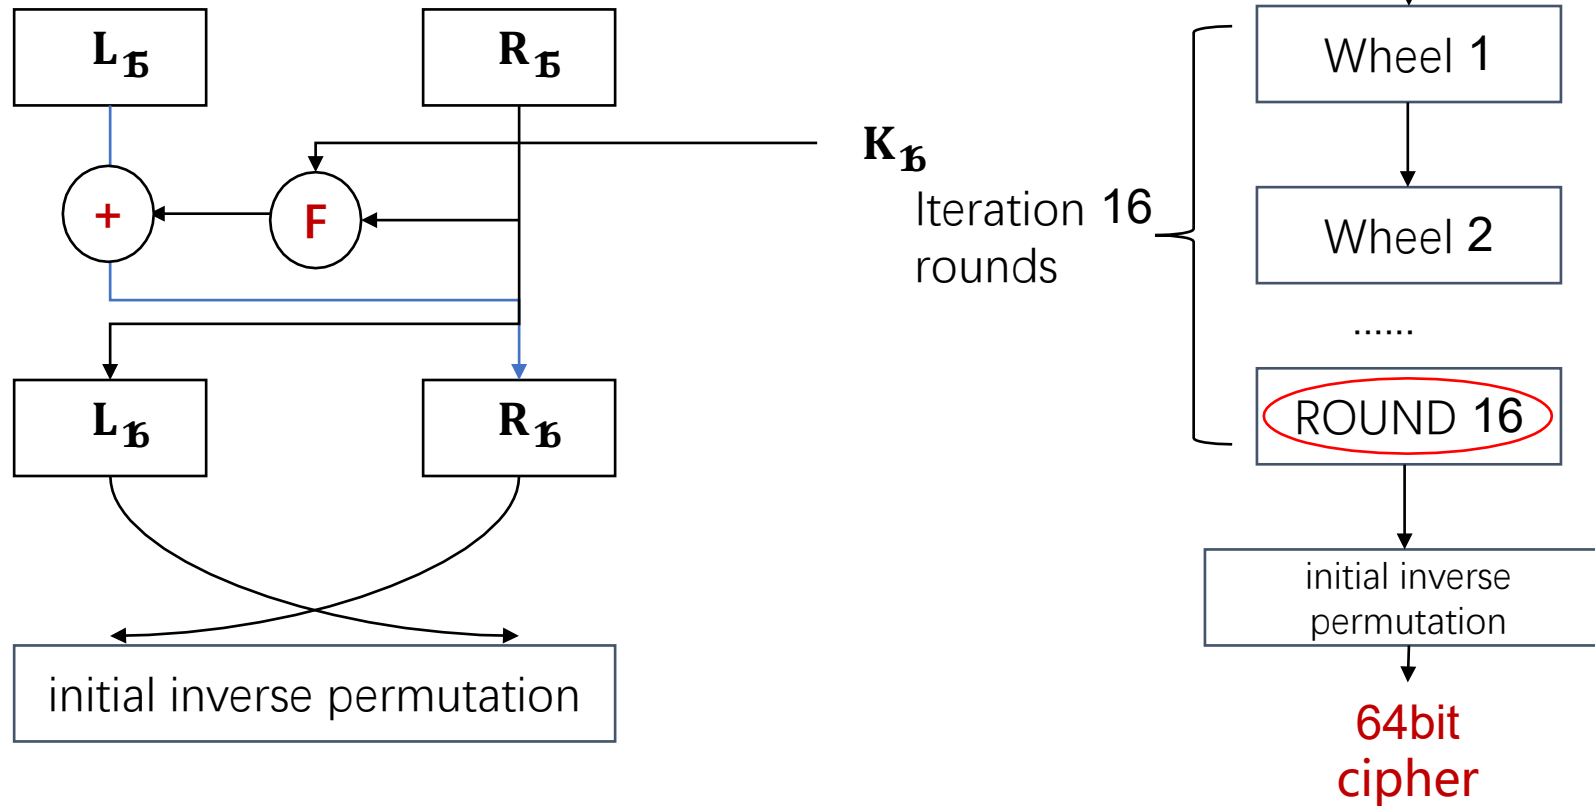 L₁₅
R₁₅
K₁₆
+
F
L₁₆
R₁₆
initial inverse permutation
Iteration 16
rounds
Wheel 1
Wheel 2
......
ROUND 16
initial inverse
permutation
64bit
cipher